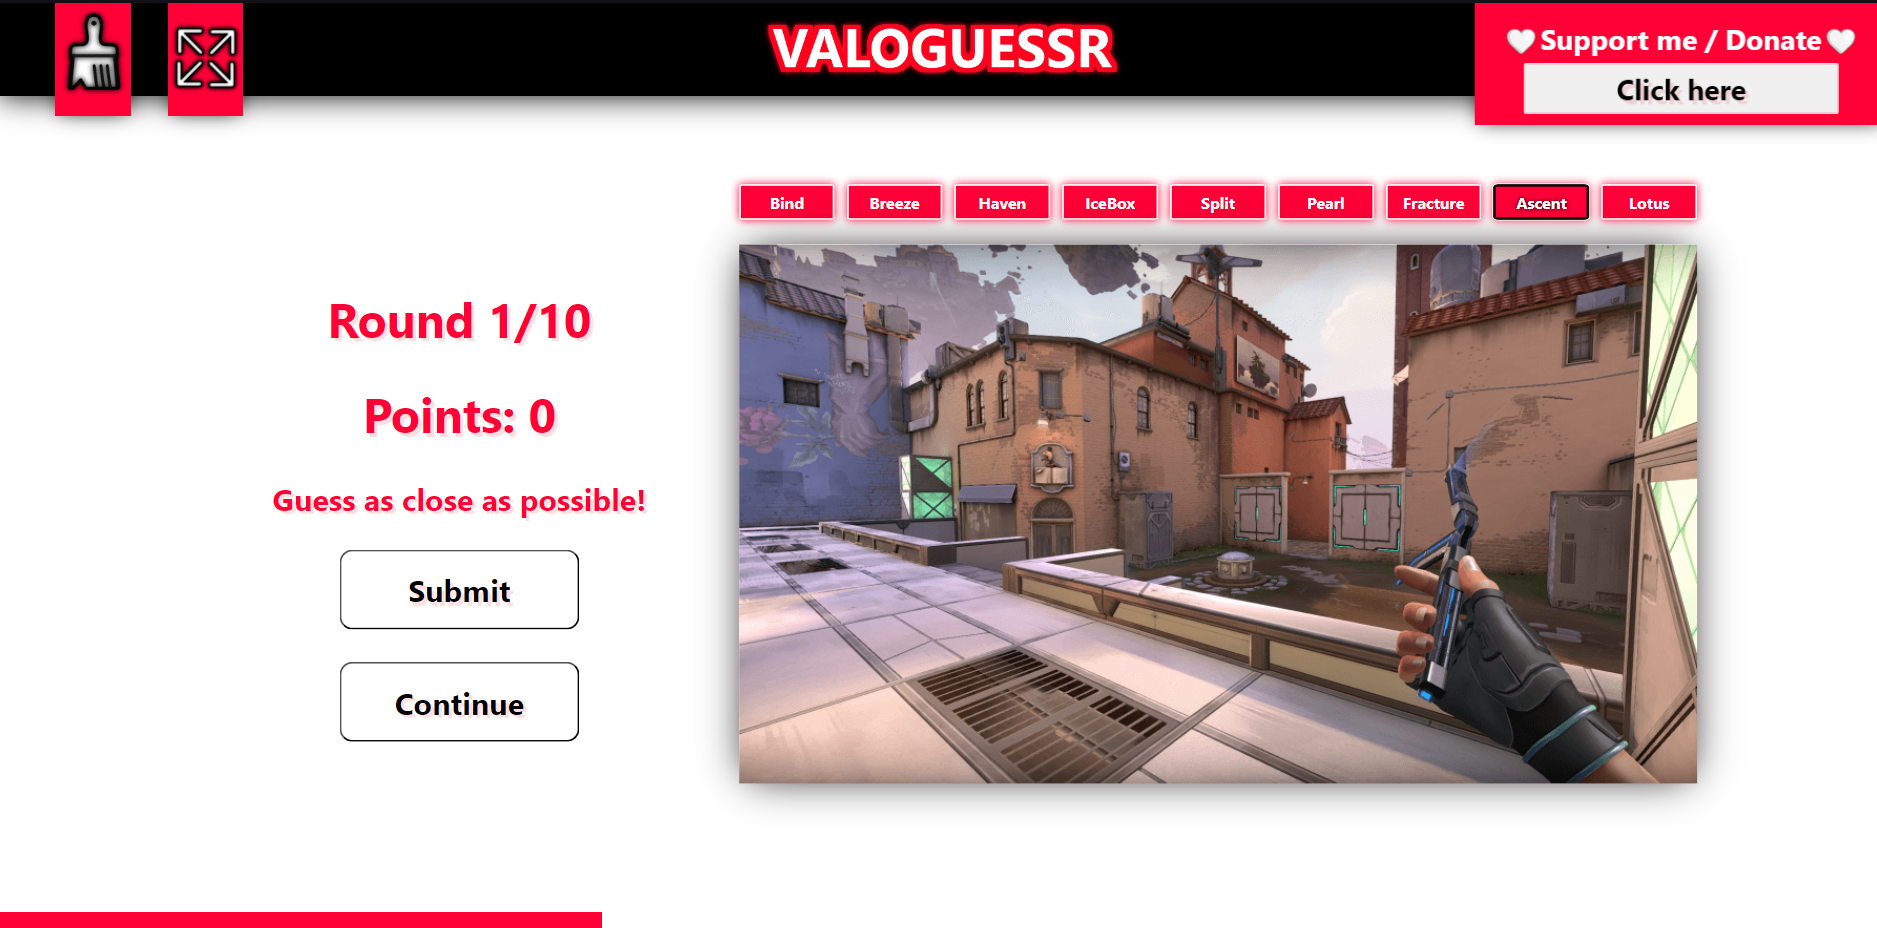 VALOGUESSR
🤍Support me / Donate🤍
Click here
Bind Breeze Haven IceBox Split Pearl Fracture Ascent Lotus
Round 1/10
Points: 0
Guess as close as possible!
Submit
Continue